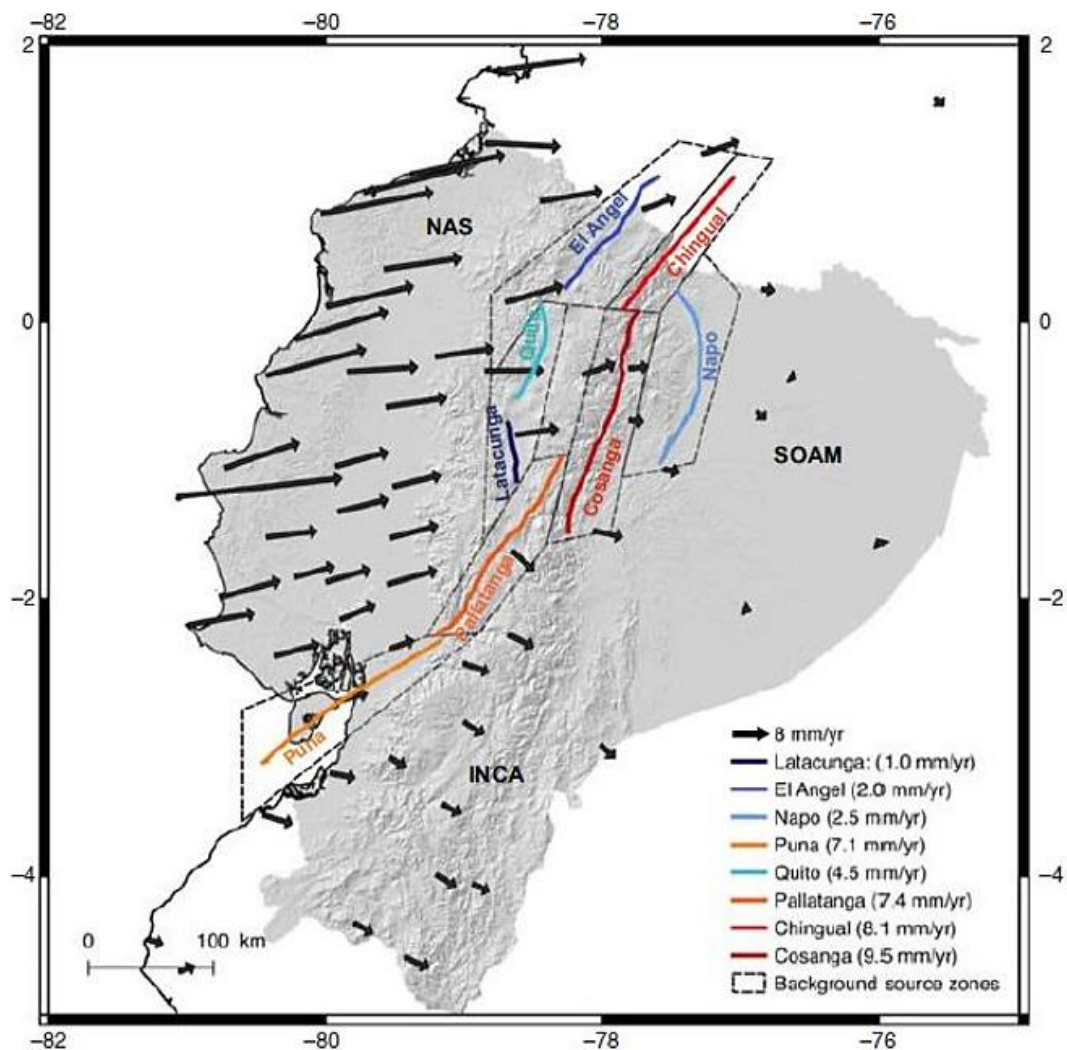 −82 −80 −78 −76
2 2
NAS
El Angel
Chingual
0 0
Quito
Napo
Latacunga
Cosanga
SOAM
Pallatanga
−2 −2
Puna
INCA
8 mm/yr
Latacunga: (1.0 mm/yr)
El Angel (2.0 mm/yr)
Napo (2.5 mm/yr)
Puna (7.1 mm/yr)
Quito (4.5 mm/yr)
Pallatanga (7.4 mm/yr)
Chingual (8.1 mm/yr)
Cosanga (9.5 mm/yr)
Background source zones
−4 −4
0 100 km
−82 −80 −78 −76